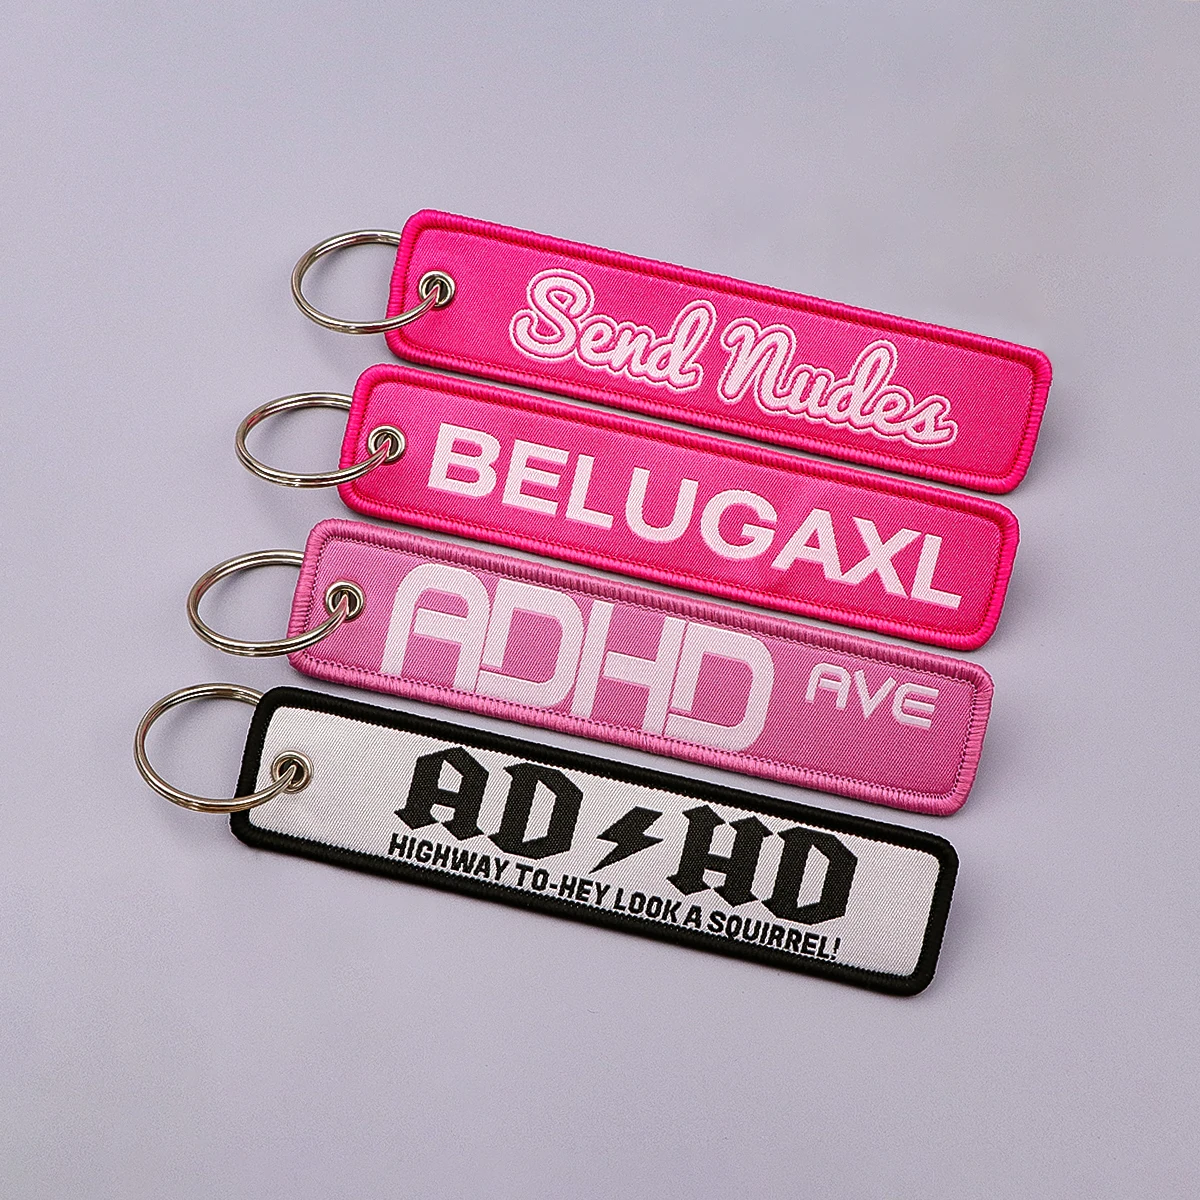 Send Nudes
BELUGAXL
ADHD AVE
AD⚡HD
HIGHWAY TO-HEY LOOK A SQUIRREL!